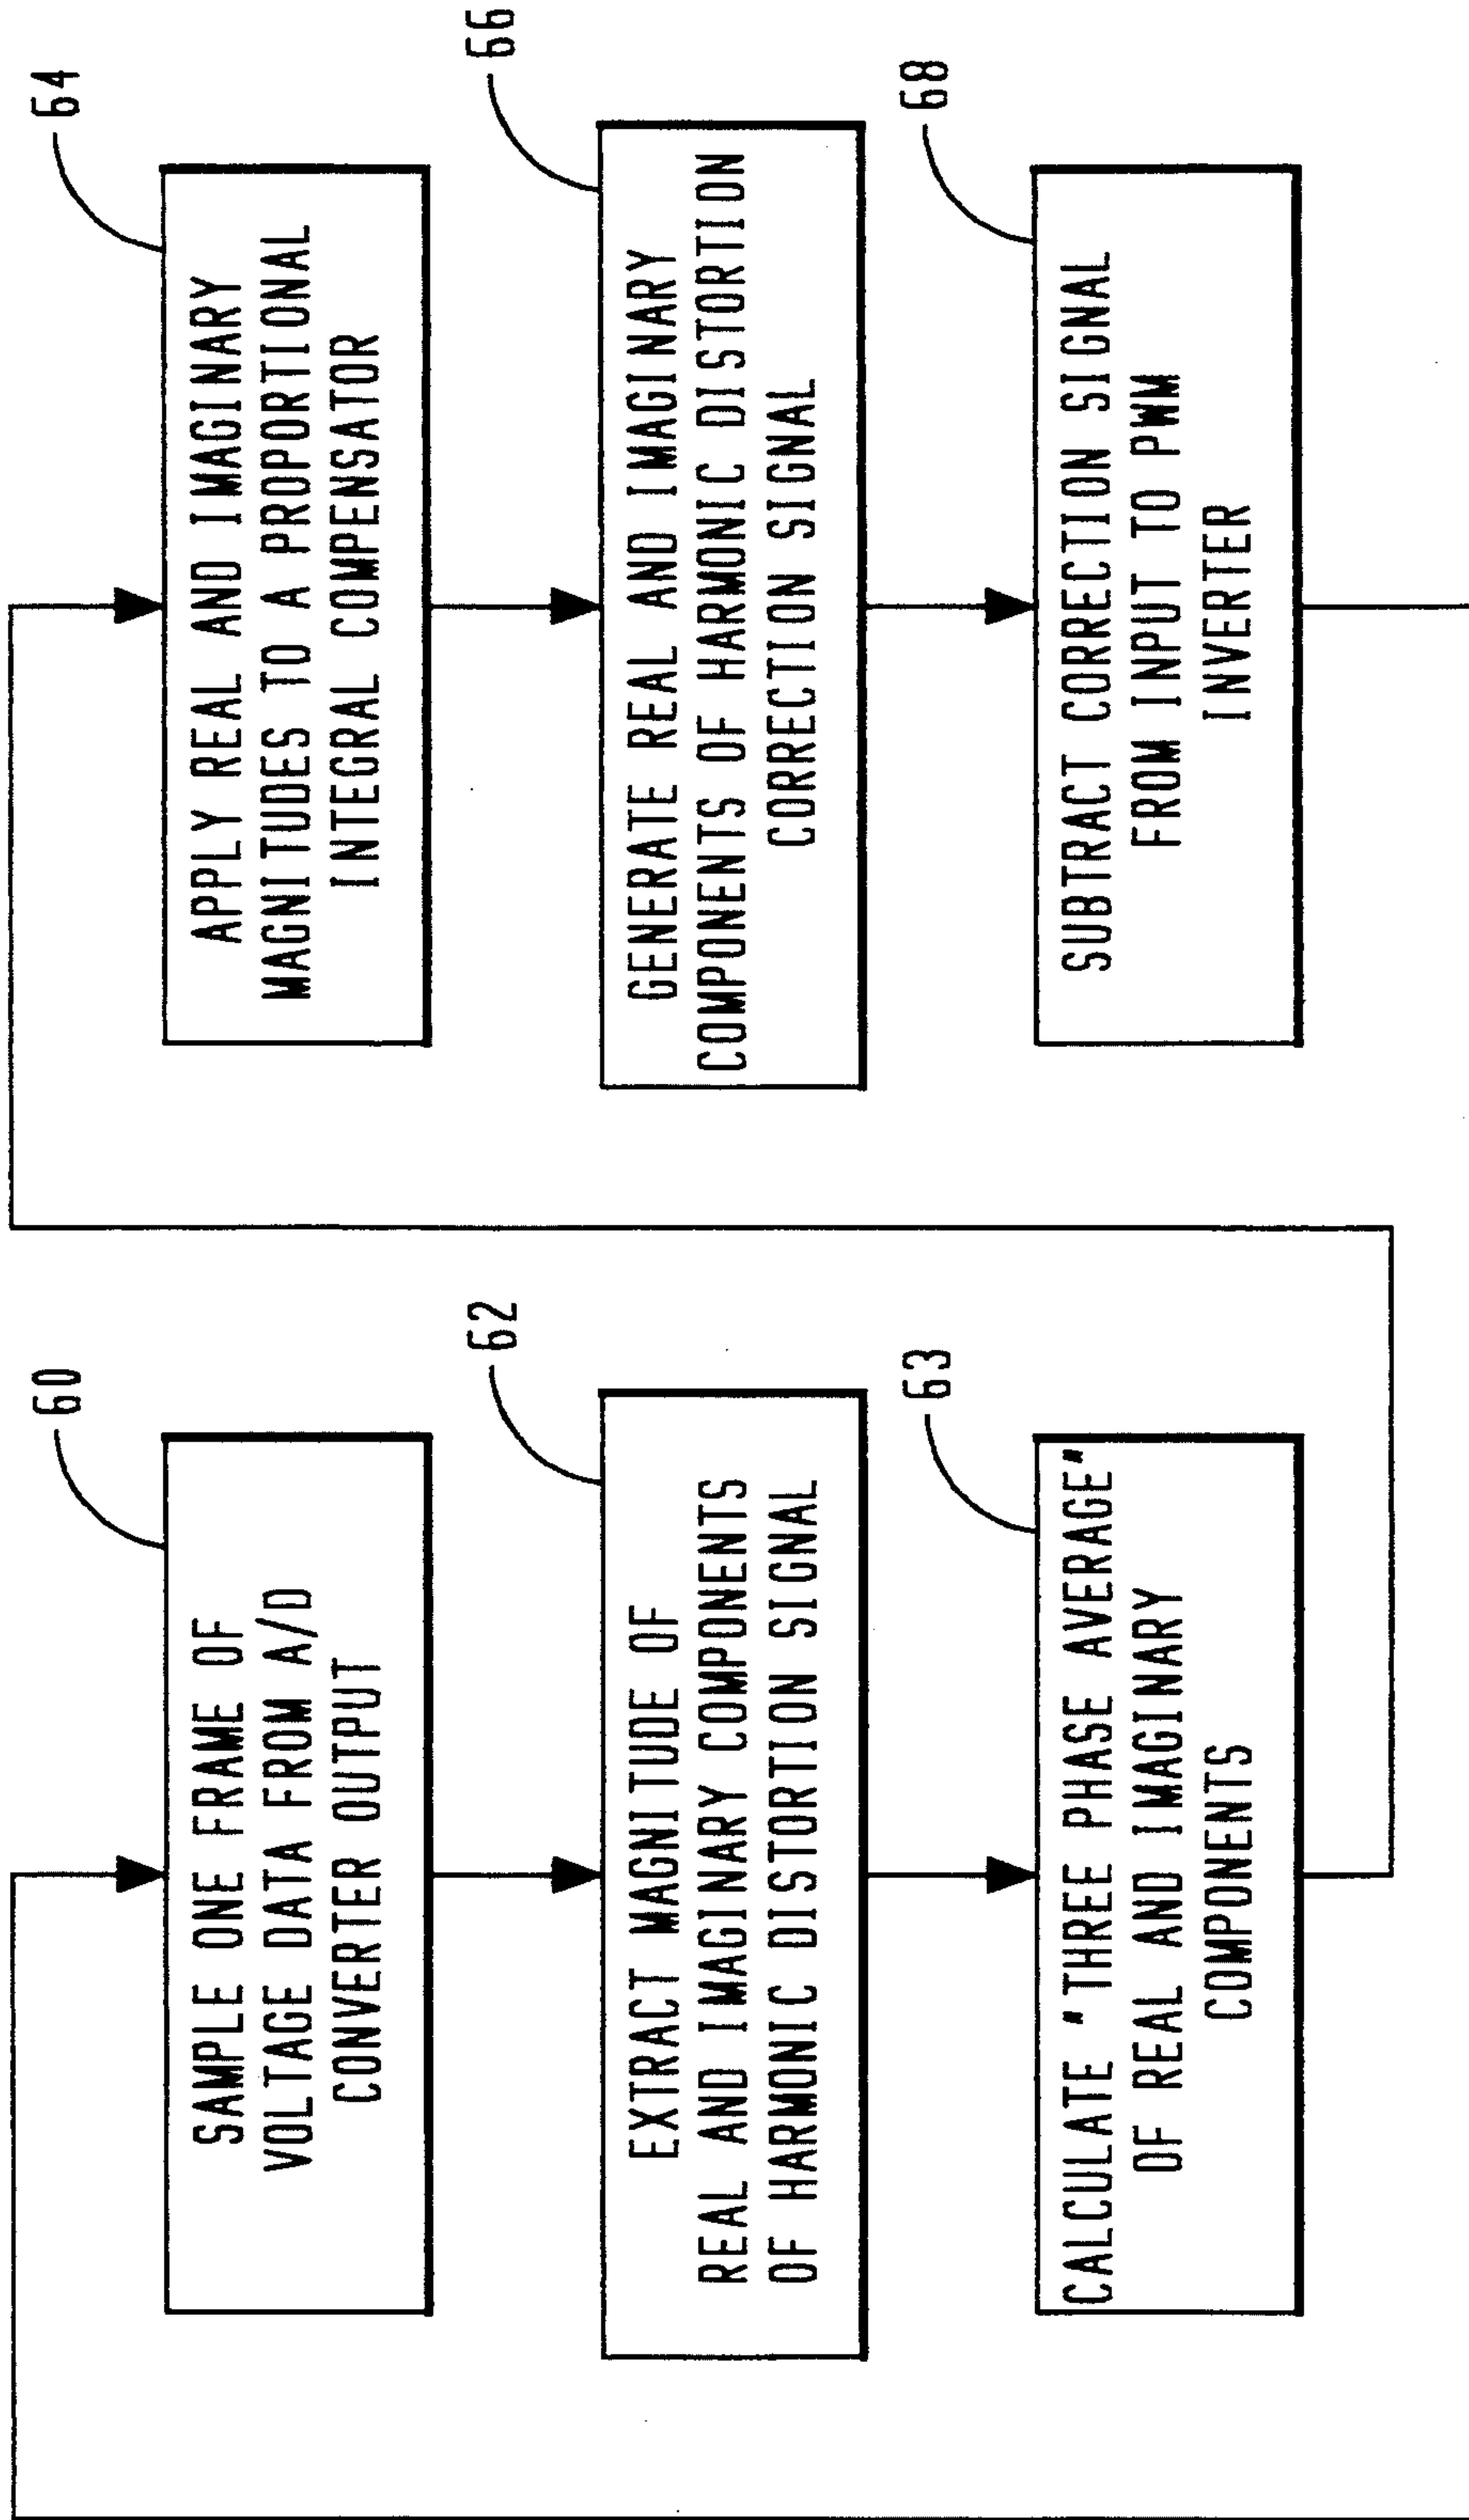 60
SAMPLE ONE FRAME OF
VOLTAGE DATA FROM A/D
CONVERTER OUTPUT
62
EXTRACT MAGNITUDE OF
REAL AND IMAGINARY COMPONENTS
OF HARMONIC DISTORTION SIGNAL
63
CALCULATE "THREE PHASE AVERAGE"
OF REAL AND IMAGINARY
COMPONENTS
64
APPLY REAL AND IMAGINARY
MAGNITUDES TO A PROPORTIONAL
INTEGRAL COMPENSATOR
66
GENERATE REAL AND IMAGINARY
COMPONENTS OF HARMONIC DISTORTION
CORRECTION SIGNAL
68
SUBTRACT CORRECTION SIGNAL
FROM INPUT TO PWM
INVERTER